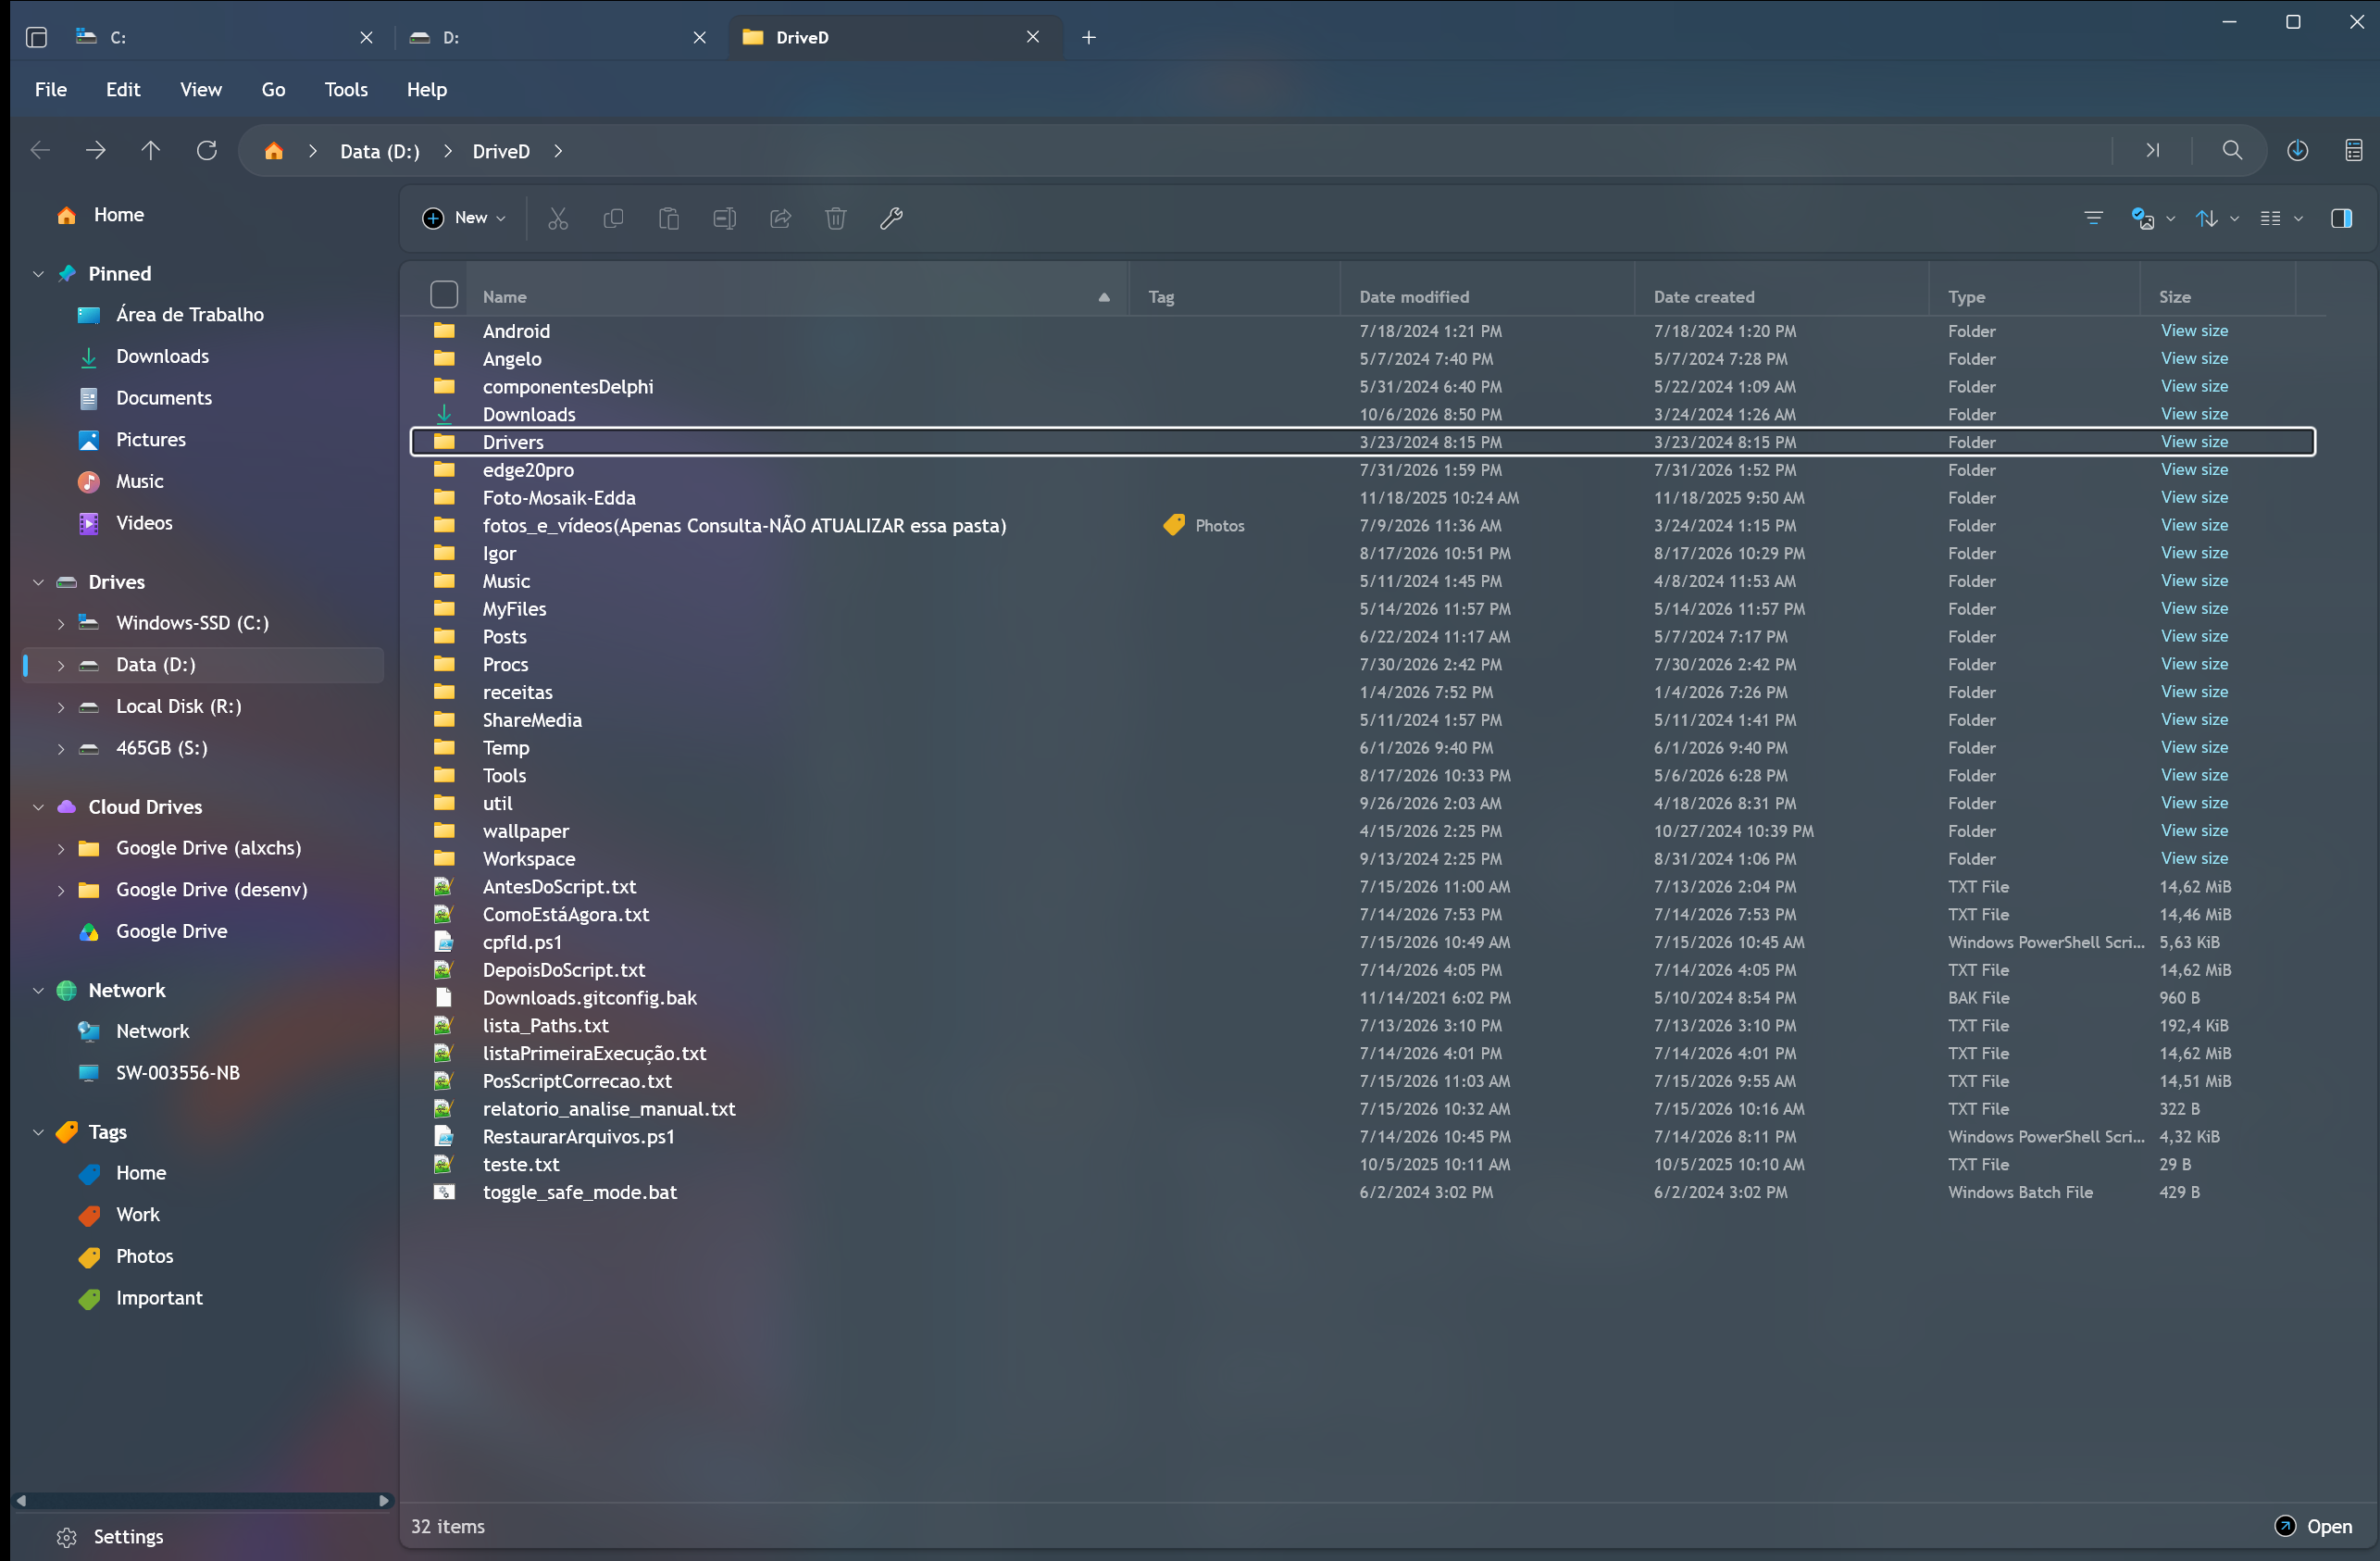 C:
D:
DriveD
File Edit View Go Tools Help
Data (D:) DriveD
Home
Pinned
Área de Trabalho
Downloads
Documents
Pictures
Music
Videos
Drives
Windows-SSD (C:)
Data (D:)
Local Disk (R:)
465GB (S:)
Cloud Drives
Google Drive (alxchs)
Google Drive (desenv)
Google Drive
Network
Network
SW-003556-NB
Tags
Home
Work
Photos
Important
Settings
New
Name Tag Date modified Date created Type Size
Android 7/18/2024 1:21 PM 7/18/2024 1:20 PM Folder View size
Angelo 5/7/2024 7:40 PM 5/7/2024 7:28 PM Folder View size
componentesDelphi 5/31/2024 6:40 PM 5/22/2024 1:09 AM Folder View size
Downloads 10/6/2026 8:50 PM 3/24/2024 1:26 AM Folder View size
Drivers 3/23/2024 8:15 PM 3/23/2024 8:15 PM Folder View size
edge20pro 7/31/2026 1:59 PM 7/31/2026 1:52 PM Folder View size
Foto-Mosaik-Edda 11/18/2025 10:24 AM 11/18/2025 9:50 AM Folder View size
fotos_e_vídeos(Apenas Consulta-NÃO ATUALIZAR essa pasta) Photos 7/9/2026 11:36 AM 3/24/2024 1:15 PM Folder View size
Igor 8/17/2026 10:51 PM 8/17/2026 10:29 PM Folder View size
Music 5/11/2024 1:45 PM 4/8/2024 11:53 AM Folder View size
MyFiles 5/14/2026 11:57 PM 5/14/2026 11:57 PM Folder View size
Posts 6/22/2024 11:17 AM 5/7/2024 7:17 PM Folder View size
Procs 7/30/2026 2:42 PM 7/30/2026 2:42 PM Folder View size
receitas 1/4/2026 7:52 PM 1/4/2026 7:26 PM Folder View size
ShareMedia 5/11/2024 1:57 PM 5/11/2024 1:41 PM Folder View size
Temp 6/1/2026 9:40 PM 6/1/2026 9:40 PM Folder View size
Tools 8/17/2026 10:33 PM 5/6/2026 6:28 PM Folder View size
util 9/26/2026 2:03 AM 4/18/2026 8:31 PM Folder View size
wallpaper 4/15/2026 2:25 PM 10/27/2024 10:39 PM Folder View size
Workspace 9/13/2024 2:25 PM 8/31/2024 1:06 PM Folder View size
AntesDoScript.txt 7/15/2026 11:00 AM 7/13/2026 2:04 PM TXT File 14,62 MiB
ComoEstáAgora.txt 7/14/2026 7:53 PM 7/14/2026 7:53 PM TXT File 14,46 MiB
cpfld.ps1 7/15/2026 10:49 AM 7/15/2026 10:45 AM Windows PowerShell Scri... 5,63 KiB
DepoisDoScript.txt 7/14/2026 4:05 PM 7/14/2026 4:05 PM TXT File 14,62 MiB
Downloads.gitconfig.bak 11/14/2021 6:02 PM 5/10/2024 8:54 PM BAK File 960 B
lista_Paths.txt 7/13/2026 3:10 PM 7/13/2026 3:10 PM TXT File 192,4 KiB
listaPrimeiraExecução.txt 7/14/2026 4:01 PM 7/14/2026 4:01 PM TXT File 14,62 MiB
PosScriptCorrecao.txt 7/15/2026 11:03 AM 7/15/2026 9:55 AM TXT File 14,51 MiB
relatorio_analise_manual.txt 7/15/2026 10:32 AM 7/15/2026 10:16 AM TXT File 322 B
RestaurarArquivos.ps1 7/14/2026 10:45 PM 7/14/2026 8:11 PM Windows PowerShell Scri... 4,32 KiB
teste.txt 10/5/2025 10:11 AM 10/5/2025 10:10 AM TXT File 29 B
toggle_safe_mode.bat 6/2/2024 3:02 PM 6/2/2024 3:02 PM Windows Batch File 429 B
32 items
Open